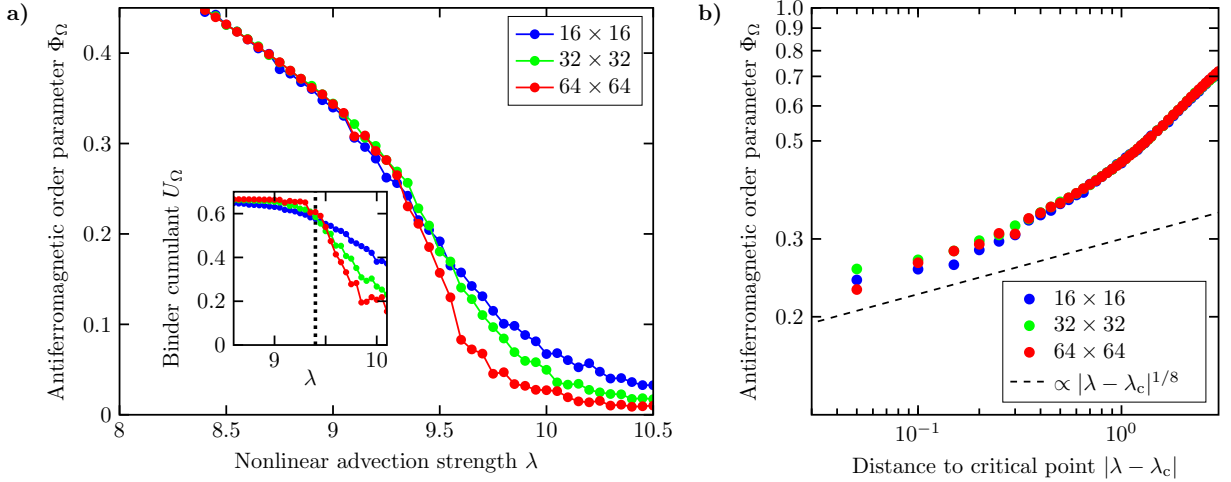 a)
Antiferromagnetic order parameter Φ_Ω
0.4
0.3
0.2
0.1
0
8
8.5
9
9.5
10
10.5
Nonlinear advection strength λ
16 × 16
32 × 32
64 × 64
Binder cumulant U_Ω
0.6
0.4
0.2
0
9
10
λ
b)
Antiferromagnetic order parameter Φ_Ω
1.0
0.9
0.8
0.7
0.6
0.5
0.3
0.2
10⁻¹
10⁰
Distance to critical point |λ − λ_c|
16 × 16
32 × 32
64 × 64
∝ |λ − λ_c|^{1/8}